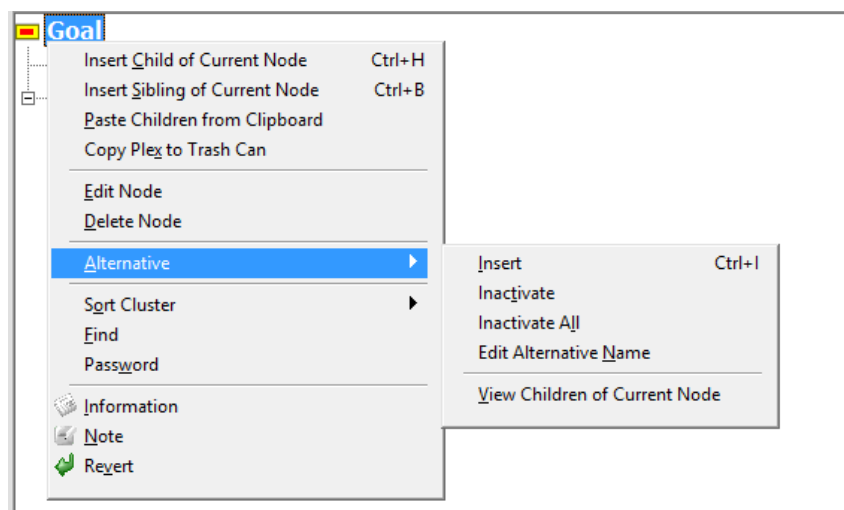 Goal
Insert Child of Current Node Ctrl+H
Insert Sibling of Current Node Ctrl+B
Paste Children from Clipboard
Copy Plex to Trash Can
Edit Node
Delete Node
Alternative
Sort Cluster
Find
Password
Information
Note
Revert
Insert Ctrl+I
Inactivate
Inactivate All
Edit Alternative Name
View Children of Current Node